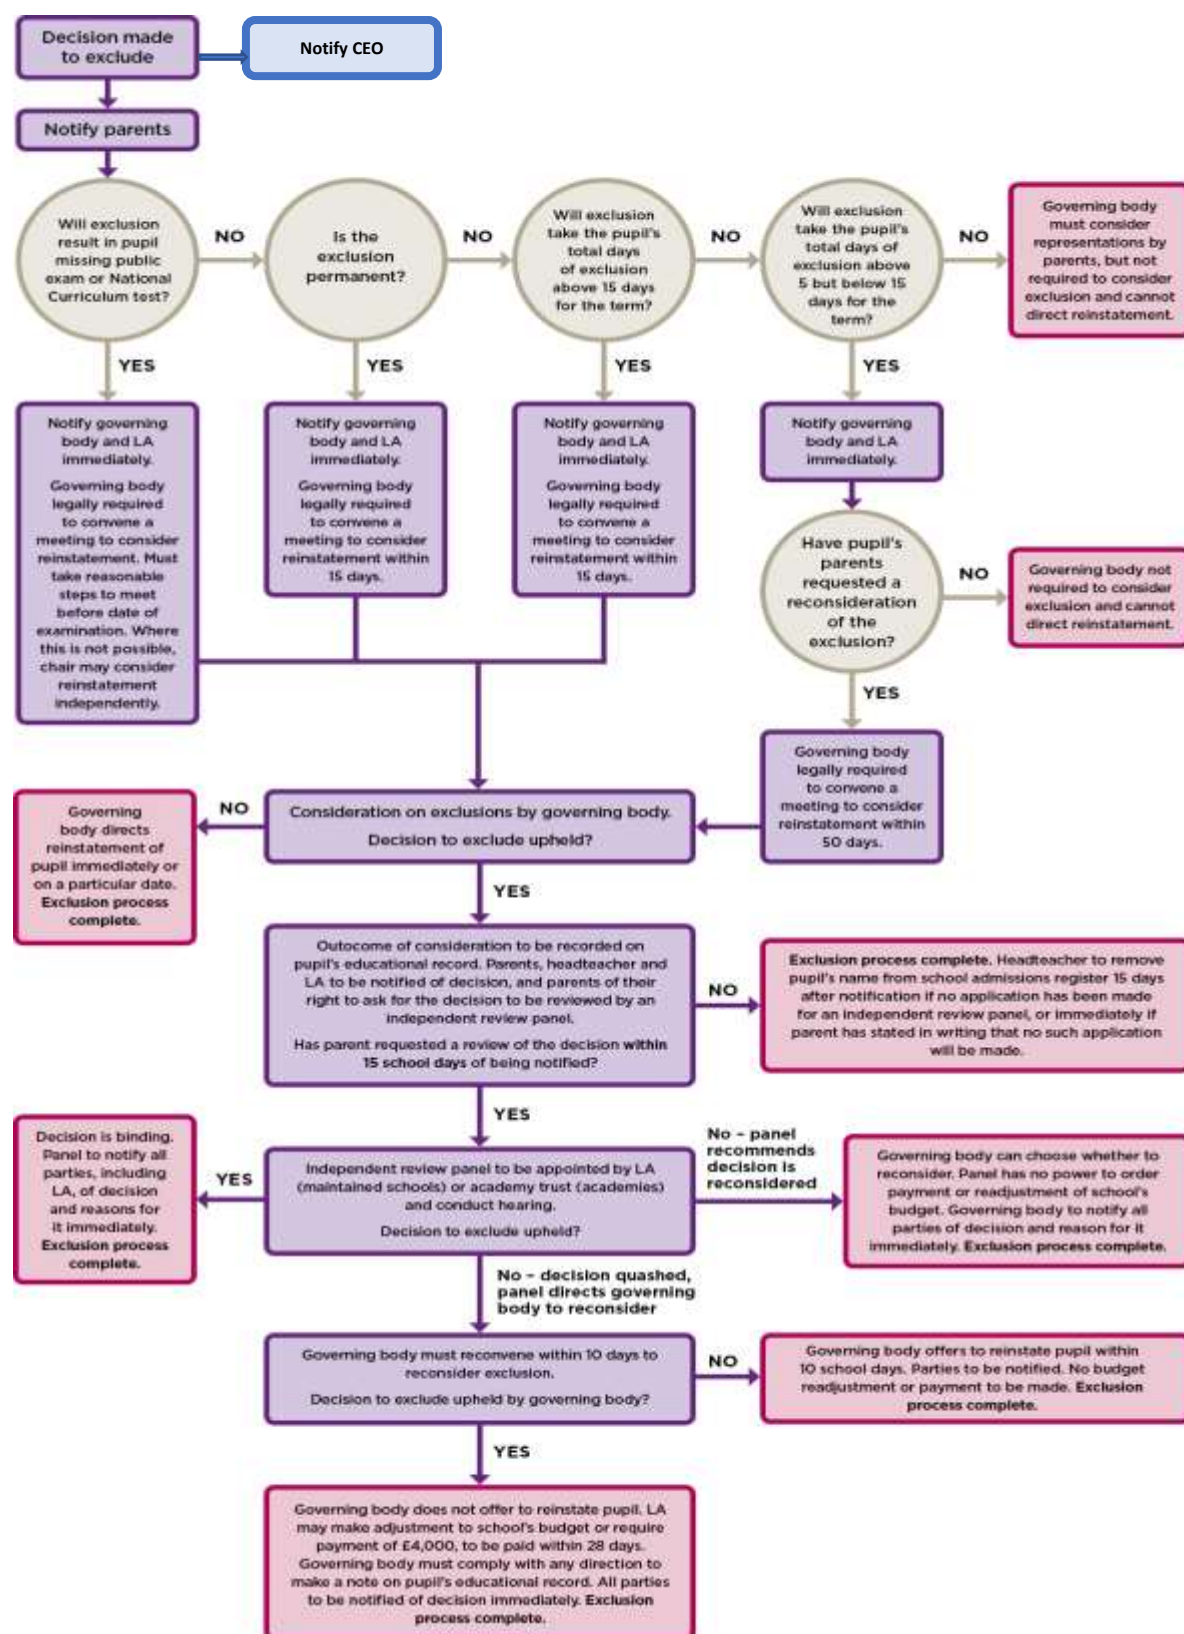 Decision made
to exclude
Notify CEO
Notify parents
Will exclusion
result in pupil
missing public
exam or National
Curriculum test?
NO
Is the
exclusion
permanent?
NO
Will exclusion
take the pupil's
total days
of exclusion
above 15 days
for the term?
NO
Will exclusion
take the pupil's
total days of
exclusion above
5 but below 15
days for the
term?
NO
Governing body
must consider
representations by
parents, but not
required to consider
exclusion and cannot
direct reinstatement.
YES
YES
YES
YES
Notify governing
body and LA
immediately.
Governing body
legally required
to convene a
meeting to consider
reinstatement. Must
take reasonable
steps to meet
before date of
examination. Where
this is not possible,
chair may consider
reinstatement
independently.
Notify governing
body and LA
immediately.
Governing body
legally required
to convene a
meeting to consider
reinstatement within
15 days.
Notify governing
body and LA
immediately.
Governing body
legally required
to convene a
meeting to consider
reinstatement within
15 days.
Notify governing
body and LA
immediately.
Have pupil's
parents
requested a
reconsideration
of the
exclusion?
NO
Governing body not
required to consider
exclusion and cannot
direct reinstatement.
YES
Governing body
legally required
to convene a
meeting to consider
reinstatement within
50 days.
Consideration on exclusions by governing body.
Decision to exclude upheld?
NO
Governing
body directs
reinstatement of
pupil immediately or
on a particular date.
Exclusion process
complete.
YES
Outocome of consideration to be recorded on
pupil's educational record. Parents, headteacher and
LA to be notified of decision, and parents of their
right to ask for the decision to be reviewed by an
independent review panel.
Has parent requested a review of the decision within
15 school days of being notified?
NO
Exclusion process complete. Headteacher to remove
pupil's name from school admissions register 15 days
after notification if no application has been made
for an independent review panel, or immediately if
parent has stated in writing that no such application
will be made.
YES
Independent review panel to be appointed by LA
(maintained schools) or academy trust (academies)
and conduct hearing.
Decision to exclude upheld?
YES
Decision is binding.
Panel to notify all
parties, including
LA, of decision
and reasons for
it immediately.
Exclusion process
complete.
No – panel
recommends
decision is
reconsidered
Governing body can choose whether to
reconsider. Panel has no power to order
payment or readjustment of school's
budget. Governing body to notify all
parties of decision and reason for it
immediately. Exclusion process complete.
No – decision quashed,
panel directs governing
body to reconsider
Governing body must reconvene within 10 days to
reconsider exclusion.
Decision to exclude upheld by governing body?
NO
Governing body offers to reinstate pupil within
10 school days. Parties to be notified. No budget
readjustment or payment to be made. Exclusion
process complete.
YES
Governing body does not offer to reinstate pupil. LA
may make adjustment to school's budget or require
payment of £4,000, to be paid within 28 days.
Governing body must comply with any direction to
make a note on pupil's educational record. All parties
to be notified of decision immediately. Exclusion
process complete.